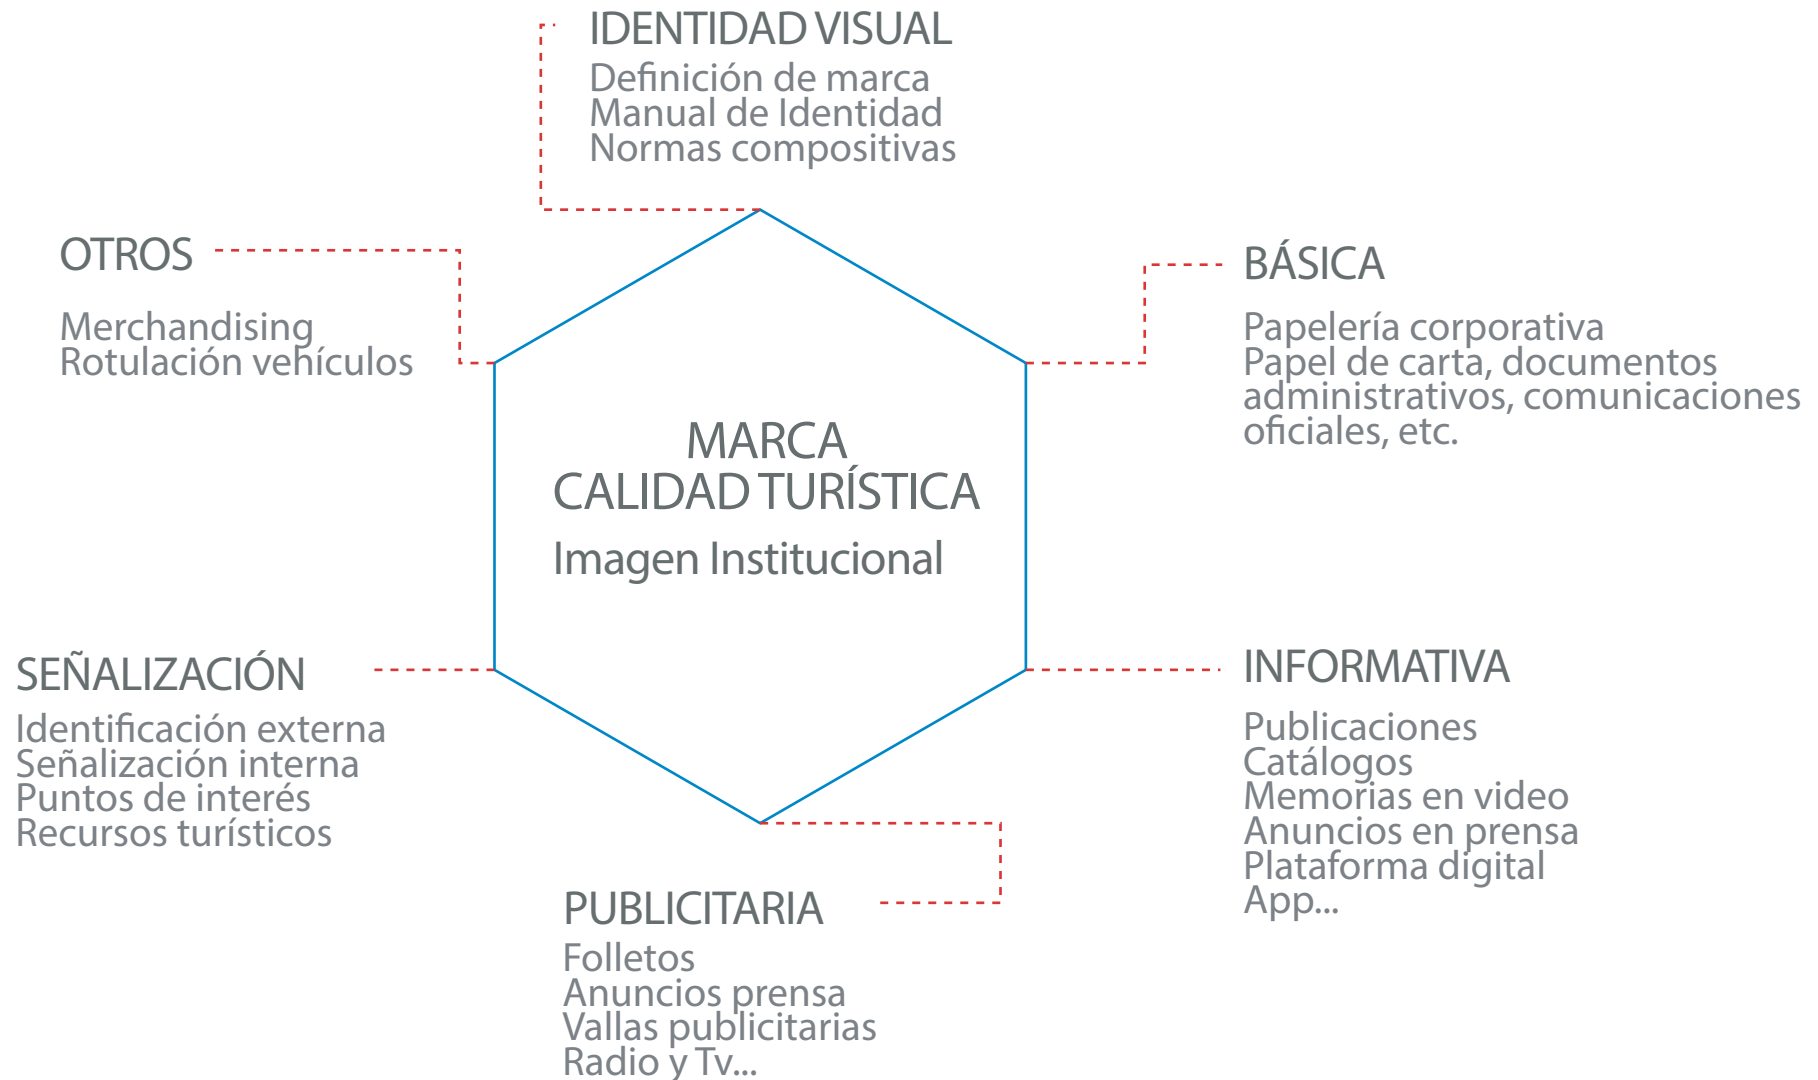 IDENTIDAD VISUAL
Definición de marca
Manual de Identidad
Normas compositivas
OTROS
Merchandising
Rotulación vehículos
BÁSICA
Papelería corporativa
Papel de carta, documentos
administrativos, comunicaciones
oficiales, etc.
MARCA
CALIDAD TURÍSTICA
Imagen Institucional
SEÑALIZACIÓN
Identificación externa
Señalización interna
Puntos de interés
Recursos turísticos
INFORMATIVA
Publicaciones
Catálogos
Memorias en video
Anuncios en prensa
Plataforma digital
App...
PUBLICITARIA
Folletos
Anuncios prensa
Vallas publicitarias
Radio y Tv...